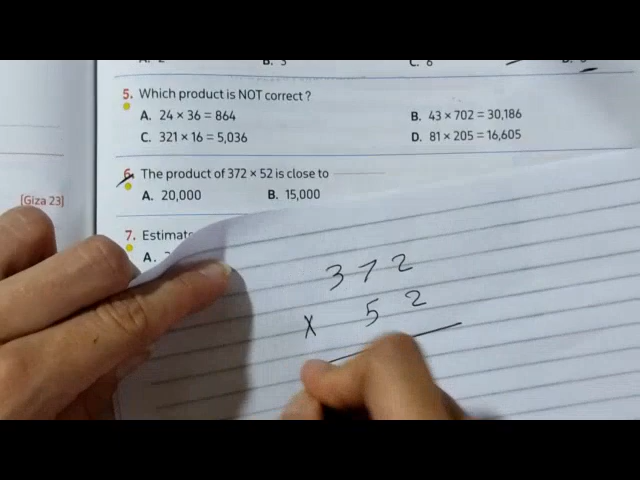 5. Which product is NOT correct ?
A. 24 × 36 = 864 B. 43 × 702 = 30,186
C. 321 × 16 = 5,036 D. 81 × 205 = 16,605
6. The product of 372 × 52 is close to
[Giza 23]
A. 20,000 B. 15,000
7. Estimate
A.
372
x 52